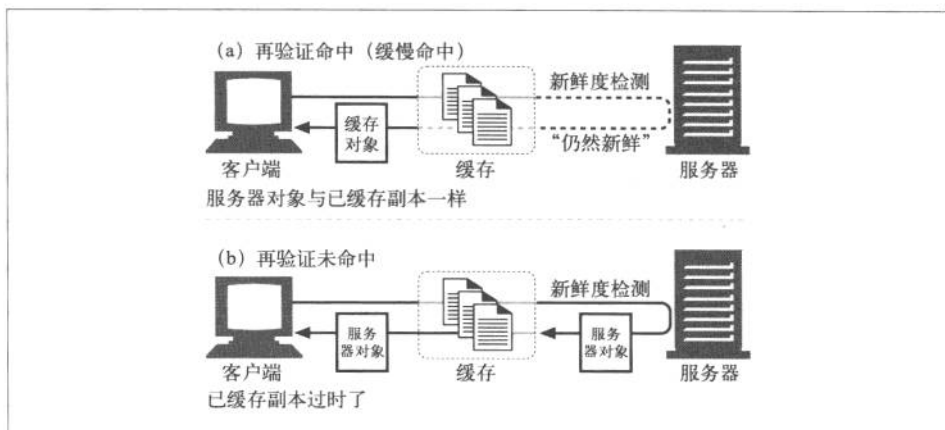 (a) 再验证命中（缓慢命中）
新鲜度检测
缓存
对象
“仍然新鲜”
客户端
缓存
服务器
服务器对象与已缓存副本一样
(b) 再验证未命中
新鲜度检测
服务
器对象
服务
器对象
客户端
缓存
服务器
已缓存副本过时了